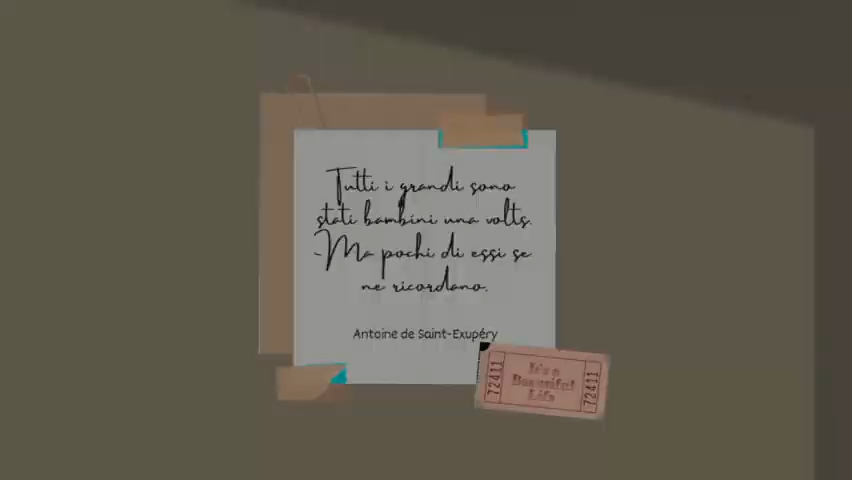 Tutti i grandi sono
stati bambini una volts.
-Ma pochi di essi se
ne ricordano.
Antoine de Saint-Exupéry
72411
It's a
Beautiful
Life
72411